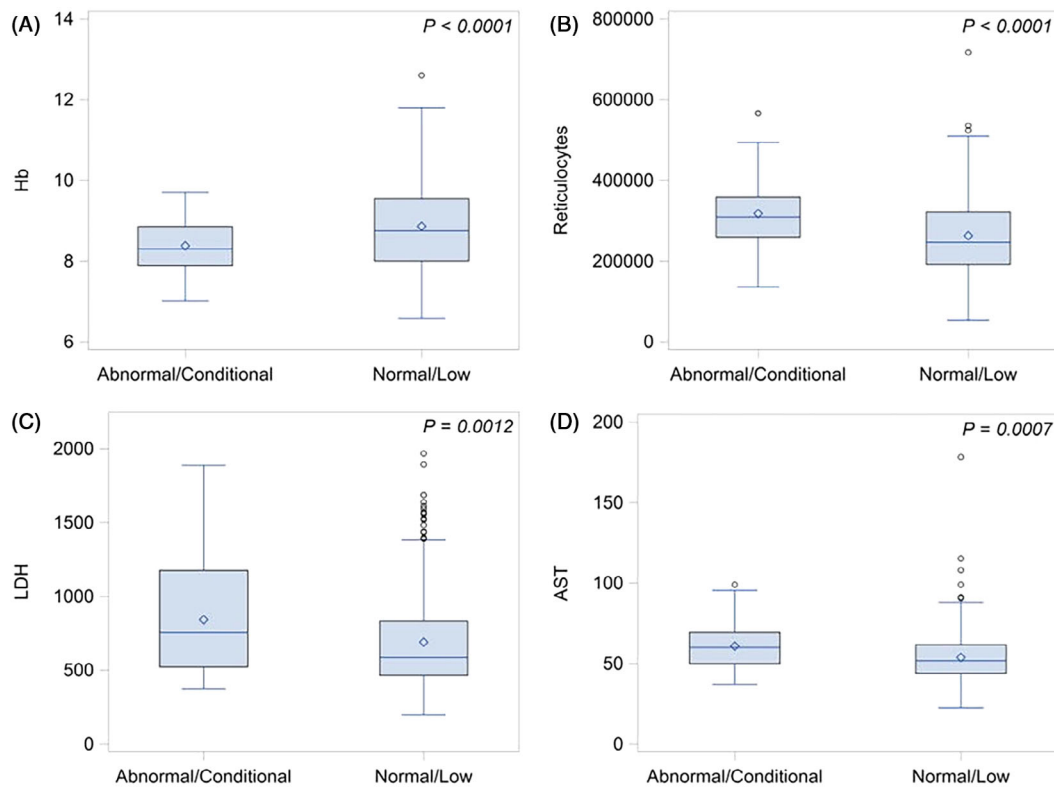 (A)
P < 0.0001
14
12
10
8
6
Hb
Abnormal/Conditional Normal/Low
(B)
P < 0.0001
800000
600000
400000
200000
0
Reticulocytes
Abnormal/Conditional Normal/Low
(C)
P = 0.0012
2000
1500
1000
500
0
LDH
Abnormal/Conditional Normal/Low
(D)
P = 0.0007
200
150
100
50
0
AST
Abnormal/Conditional Normal/Low